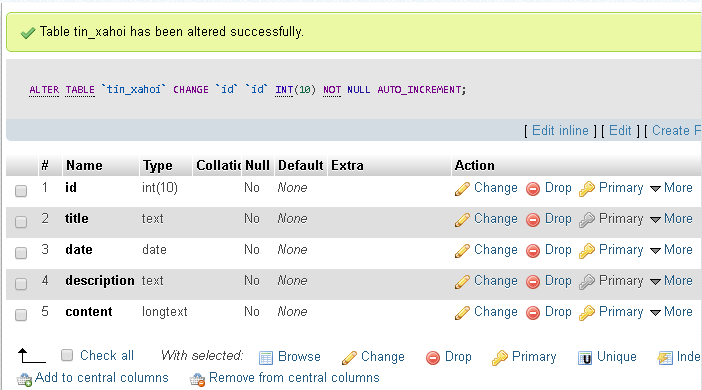 Table tin_xahoi has been altered successfully.
ALTER TABLE `tin_xahoi` CHANGE `id` `id` INT(10) NOT NULL AUTO_INCREMENT;
[ Edit inline ] [ Edit ] [ Create P
# Name Type Collatic Null Default Extra Action
1 id int(10) No None Change Drop Primary More
2 title text No None Change Drop Primary More
3 date date No None Change Drop Primary More
4 description text No None Change Drop Primary More
5 content longtext No None Change Drop Primary More
Check all With selected: Browse Change Drop Primary Unique Inde
Add to central columns Remove from central columns